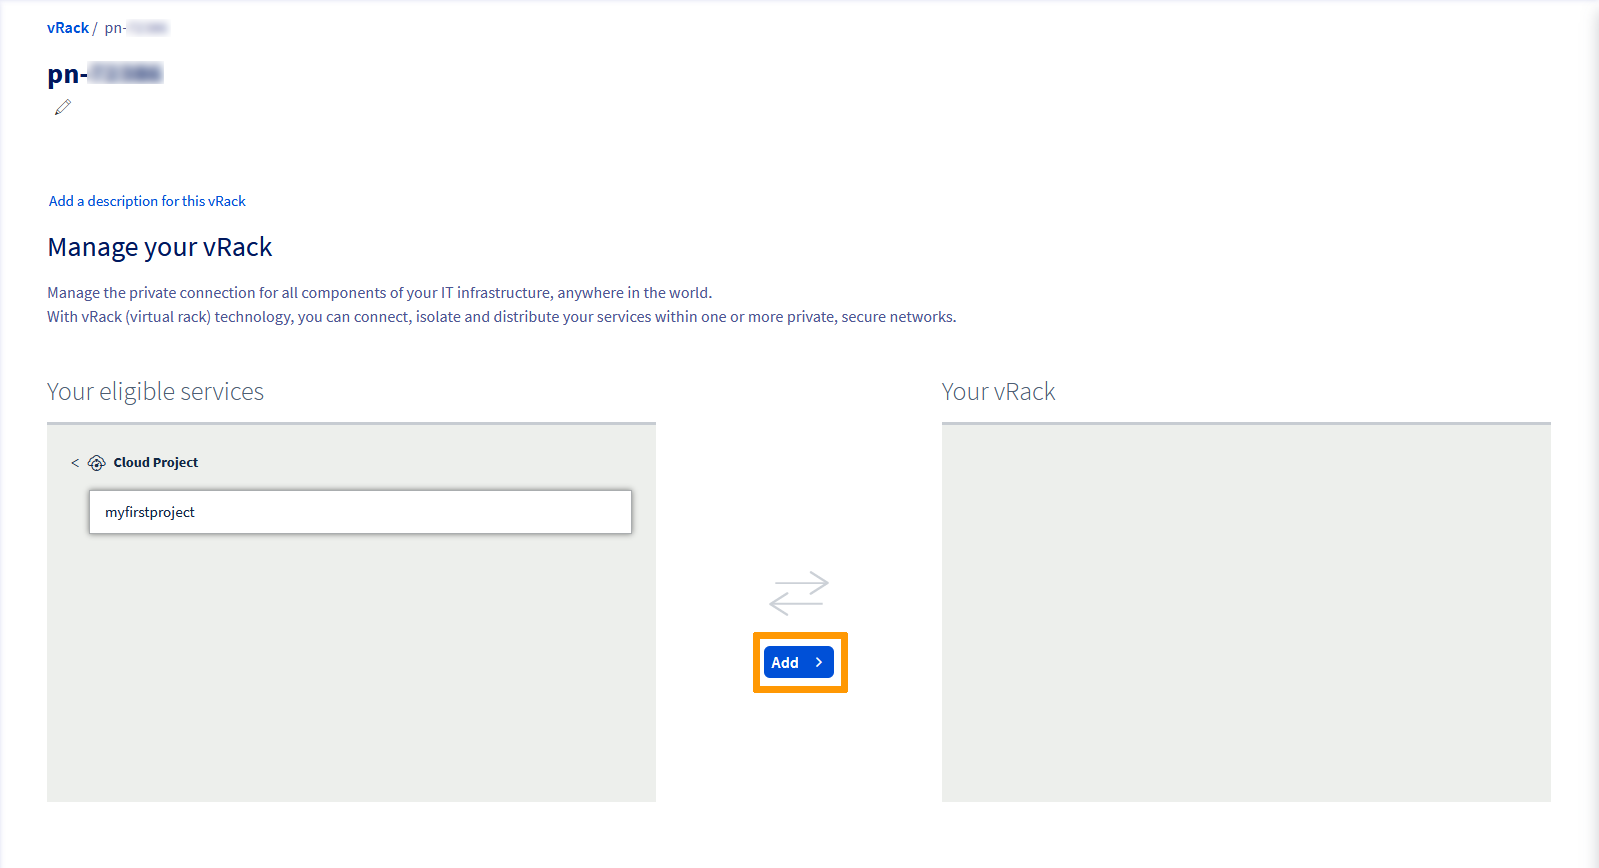 vRack / pn-
pn-
Add a description for this vRack
Manage your vRack
Manage the private connection for all components of your IT infrastructure, anywhere in the world.
With vRack (virtual rack) technology, you can connect, isolate and distribute your services within one or more private, secure networks.
Your eligible services
Your vRack
< Cloud Project
myfirstproject
Add >